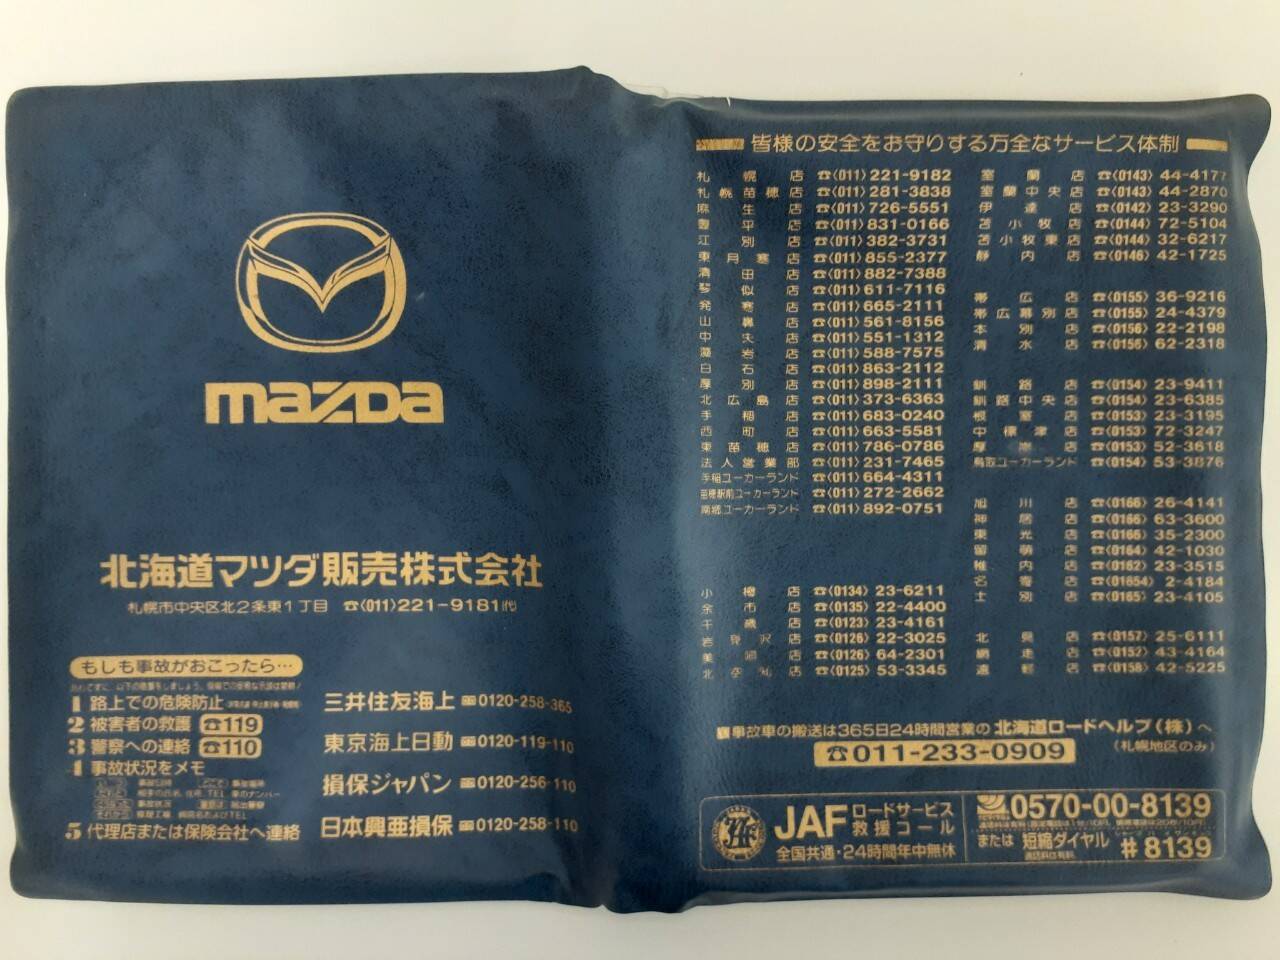 mazda
北海道マツダ販売株式会社
札幌市中央区北2条東1丁目 ☎(011)221-9181㈹
もしも事故がおこったら…
1 路上での危険防止
2 被害者の救護 ☎119
3 警察への連絡 ☎110
4 事故状況をメモ
5 代理店または保険会社へ連絡
三井住友海上 0120-258-365
東京海上日動 0120-119-110
損保ジャパン 0120-256-110
日本興亜損保 0120-258-110
皆様の安全をお守りする万全なサービス体制
札幌店 ☎(011)221-9182
札幌苗穂店 ☎(011)281-3838
麻生店 ☎(011)726-5551
豊平店 ☎(011)831-0166
江別店 ☎(011)382-3731
東月寒店 ☎(011)855-2377
清田店 ☎(011)882-7388
琴似店 ☎(011)611-7116
発寒店 ☎(011)665-2111
山鼻店 ☎(011)561-8156
中央店 ☎(011)551-1312
藻岩店 ☎(011)588-7575
白石店 ☎(011)863-2112
厚別店 ☎(011)898-2111
北広島店 ☎(011)373-6363
手稲店 ☎(011)683-0240
西町店 ☎(011)663-5581
東苗穂店 ☎(011)786-0786
法人営業部 ☎(011)231-7465
手稲ユーカーランド ☎(011)664-4311
苗穂駅前ユーカーランド ☎(011)272-2662
南郷ユーカーランド ☎(011)892-0751
小樽店 ☎(0134)23-6211
余市店 ☎(0135)22-4400
千歳店 ☎(0123)23-4161
岩見沢店 ☎(0126)22-3025
美唄店 ☎(0126)64-2301
北空知店 ☎(0125)53-3345
室蘭店 ☎(0143)44-4177
室蘭中央店 ☎(0143)44-2870
伊達店 ☎(0142)23-3290
苫小牧店 ☎(0144)72-5104
苫小牧東店 ☎(0144)32-6217
静内店 ☎(0146)42-1725
帯広店 ☎(0155)36-9216
帯広幕別店 ☎(0155)24-4379
本別店 ☎(0156)22-2198
清水店 ☎(0156)62-2318
釧路店 ☎(0154)23-9411
釧路中央店 ☎(0154)23-6385
根室店 ☎(0153)23-3195
中標津店 ☎(0153)72-3247
厚岸店 ☎(0153)52-3618
鳥取ユーカーランド ☎(0154)53-3876
旭川店 ☎(0166)26-4141
神居店 ☎(0166)63-3600
東光店 ☎(0166)35-2300
留萌店 ☎(0164)42-1030
稚内店 ☎(0162)23-3515
名寄店 ☎(01654)2-4184
士別店 ☎(0165)23-4105
北見店 ☎(0157)25-6111
網走店 ☎(0152)43-4164
遠軽店 ☎(0158)42-5225
事故車の搬送は365日24時間営業の北海道ロードヘルプ(株)へ
☎011-233-0909 (札幌地区のみ)
JAF ロードサービス救援コール
全国共通・24時間年中無休
0570-00-8139
または 短縮ダイヤル #8139
通話料有料